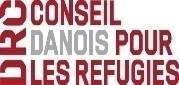 DRC
CONSEIL
DANOIS POUR
LES REFUGIES